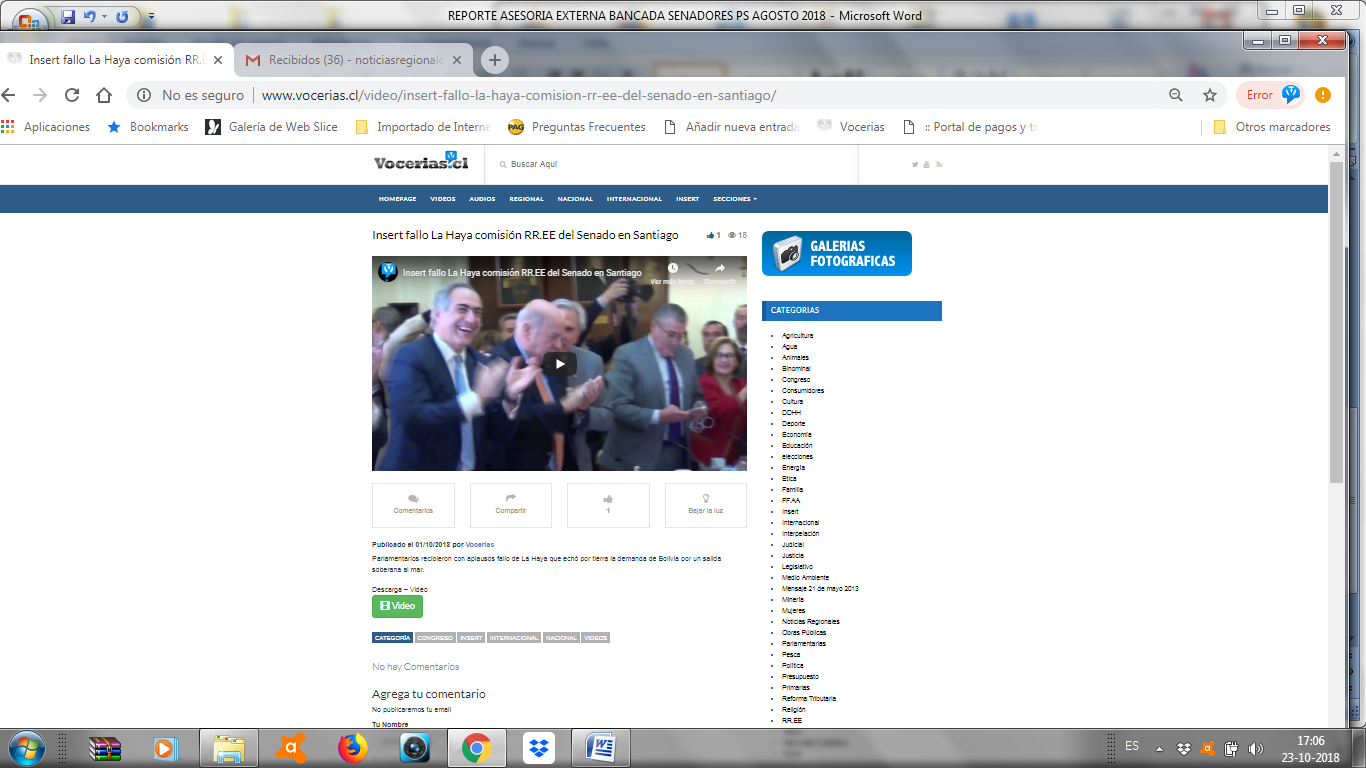 REPORTE ASESORIA EXTERNA BANCADA SENADORES PS AGOSTO 2018 - Microsoft Word
Insert fallo La Haya comisión RR.E
Recibidos (36) - noticiasregionale
No es seguro
www.vocerias.cl/video/insert-fallo-la-haya-comision-rr-ee-del-senado-en-santiago/
Error
Aplicaciones
Bookmarks
Galería de Web Slice
Importado de Interne
PAG
Preguntas Frecuentes
Añadir nueva entrada
Vocerias
:: Portal de pagos y tr
Otros marcadores
Vocerias.cl
Buscar Aquí
HOMEPAGE VIDEOS AUDIOS REGIONAL NACIONAL INTERNACIONAL INSERT SECCIONES
Insert fallo La Haya comisión RR.EE del Senado en Santiago
1 18
Insert fallo La Haya comisión RR.EE del Senado en Santiago
Ver más tarde
Compartir
Comentarios
Compartir
1
Bajar la luz
Publicado el 01/10/2018 por Vocerias
Parlamentarios recibieron con aplausos fallo de La Haya que echó por tierra la demanda de Bolivia por un salida
soberana al mar.
Descarga – Video
Video
CATEGORÍA CONGRESO INSERT INTERNACIONAL NACIONAL VIDEOS
No hay Comentarios
Agrega tu comentario
No publicaremos tu email
Tu Nombre
GALERIAS
FOTOGRAFICAS
CATEGORIAS
Agricultura
Agua
Animales
Binominal
Congreso
Consumidores
Cultura
DDHH
Deporte
Economía
Educación
elecciones
Energía
Etica
Familia
FF.AA
Insert
Internacional
Interpelación
Judicial
Justicia
Legislativo
Medio Ambiente
Mensaje 21 de mayo 2013
Minería
Mujeres
Noticias Regionales
Obras Públicas
Parlamentarias
Pesca
Política
Presupuesto
Primarias
Reforma Tributaria
Religión
RR.EE
ES
17:06
23-10-2018